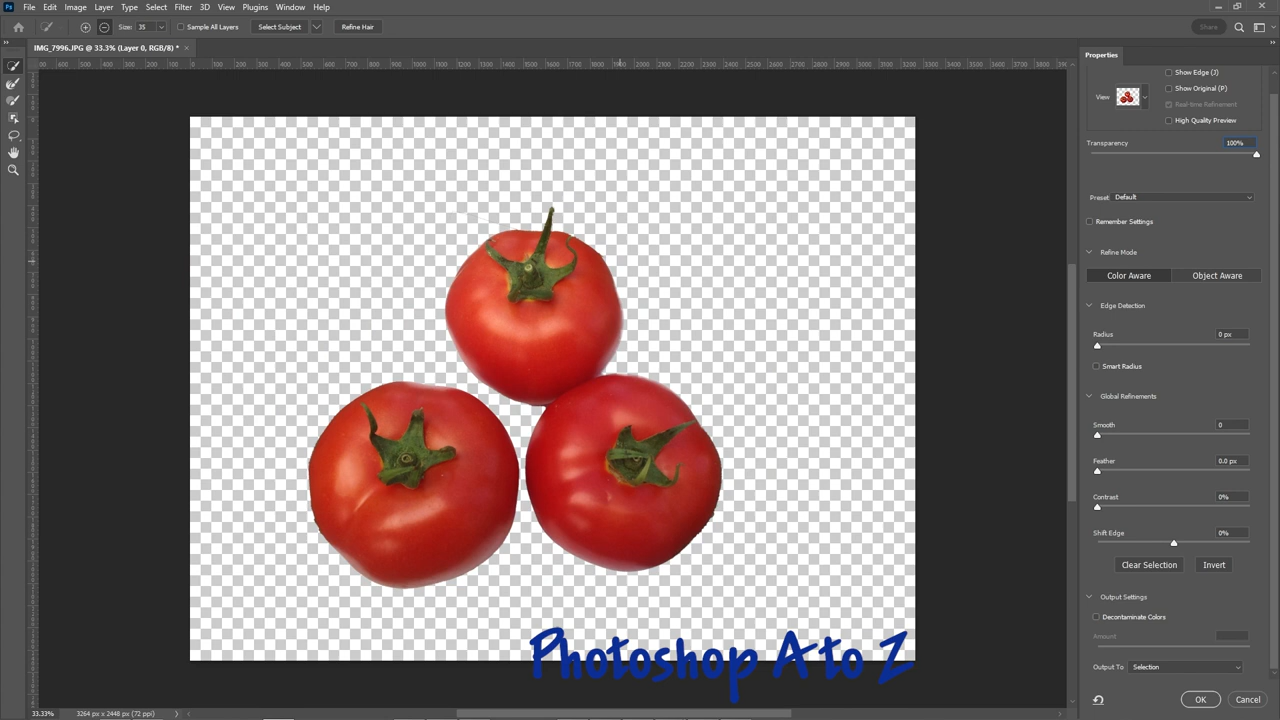 Ps File Edit Image Layer Type Select Filter 3D View Plugins Window Help
Size: 35 Sample All Layers Select Subject Refine Hair Share
IMG_7996.JPG @ 33.3% (Layer 0, RGB/8) * ×
Properties
Show Edge (J)
Show Original (P)
View
Real-time Refinement
High Quality Preview
Transparency 100%
Preset: Default
Remember Settings
Refine Mode
Color Aware Object Aware
Edge Detection
Radius 0 px
Smart Radius
Global Refinements
Smooth 0
Feather 0.0 px
Contrast 0%
Shift Edge 0%
Clear Selection Invert
Output Settings
Decontaminate Colors
Amount
Output To Selection
OK Cancel
Photoshop A to Z
33.33% 3264 px x 2448 px (72 ppi)